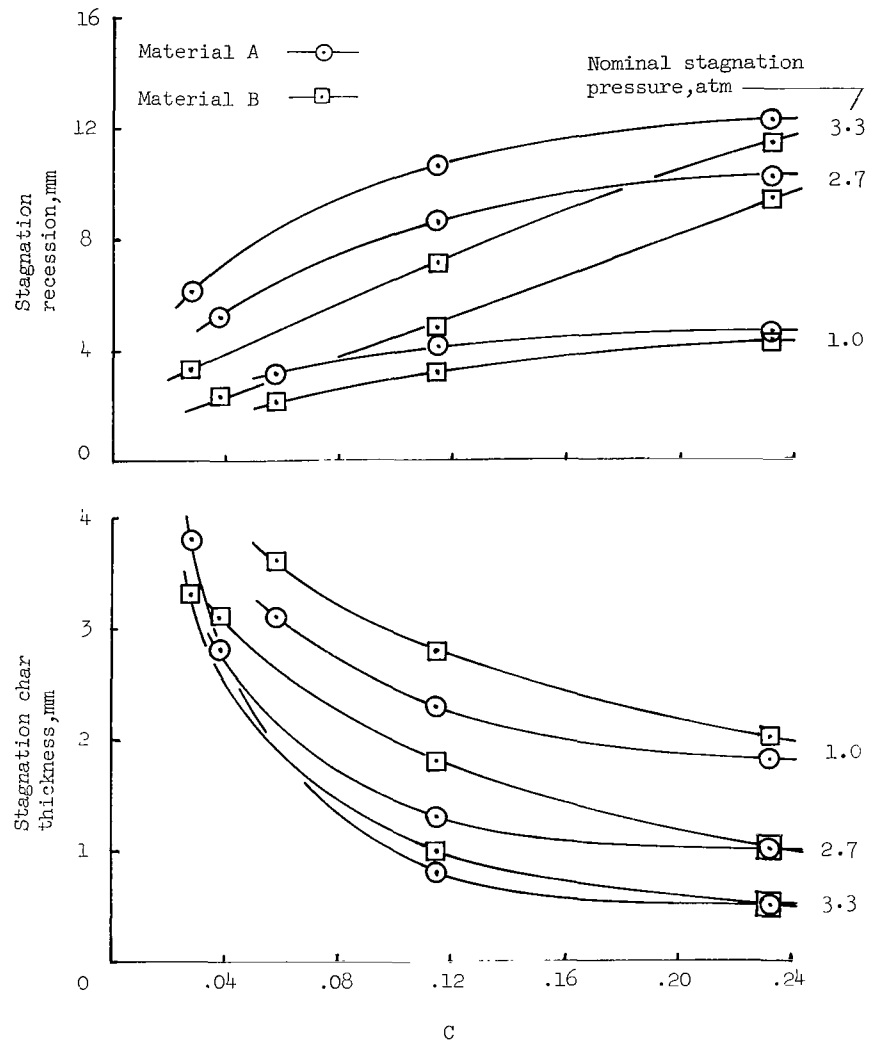 16
Material A
Material B
Nominal stagnation
pressure,atm
12
3.3
2.7
8
Stagnation
recession,mm
4
1.0
0
4
3
Stagnation char
thickness,mm
2
1.0
1
2.7
3.3
0
.04
.08
.12
.16
.20
.24
C